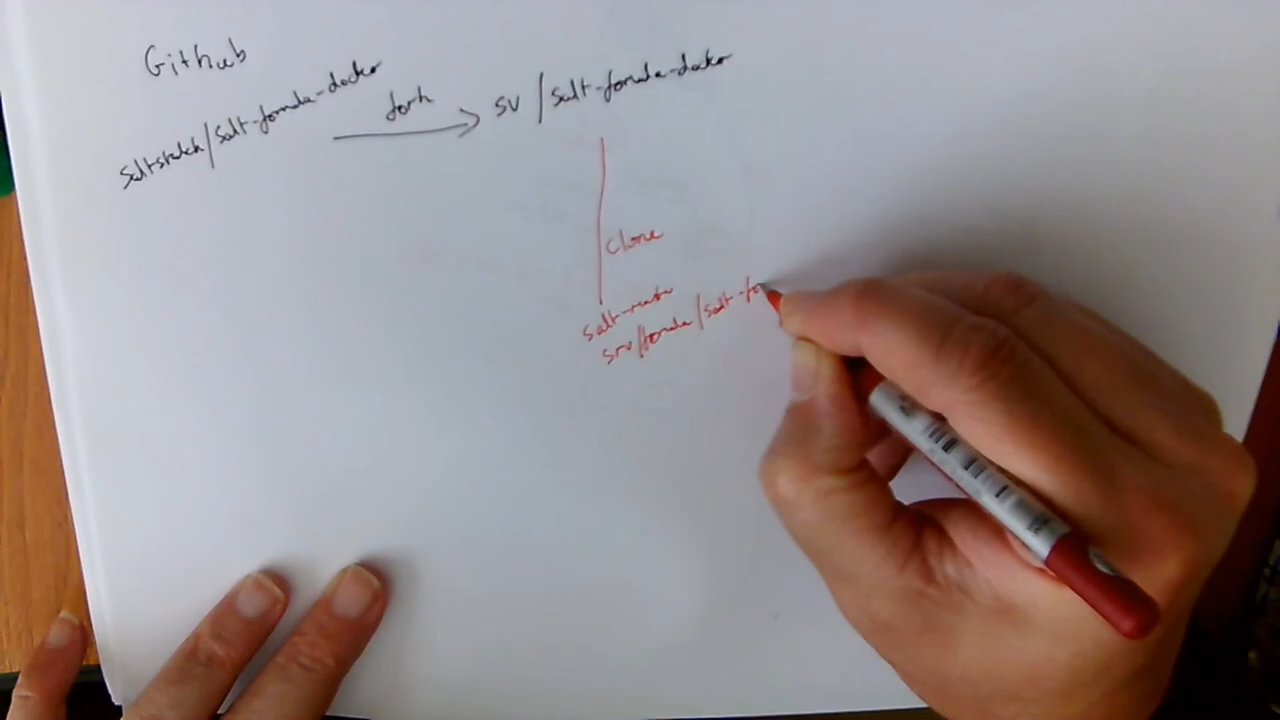 Github
Saltstack/Salt-formula-docker
fork
sv/salt-formula-docker
clone
salt-master
srv/formula/salt-fo